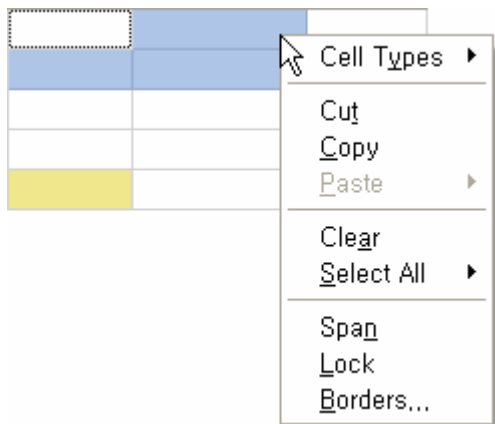 Cell Types
Cut
Copy
Paste
Clear
Select All
Span
Lock
Borders...